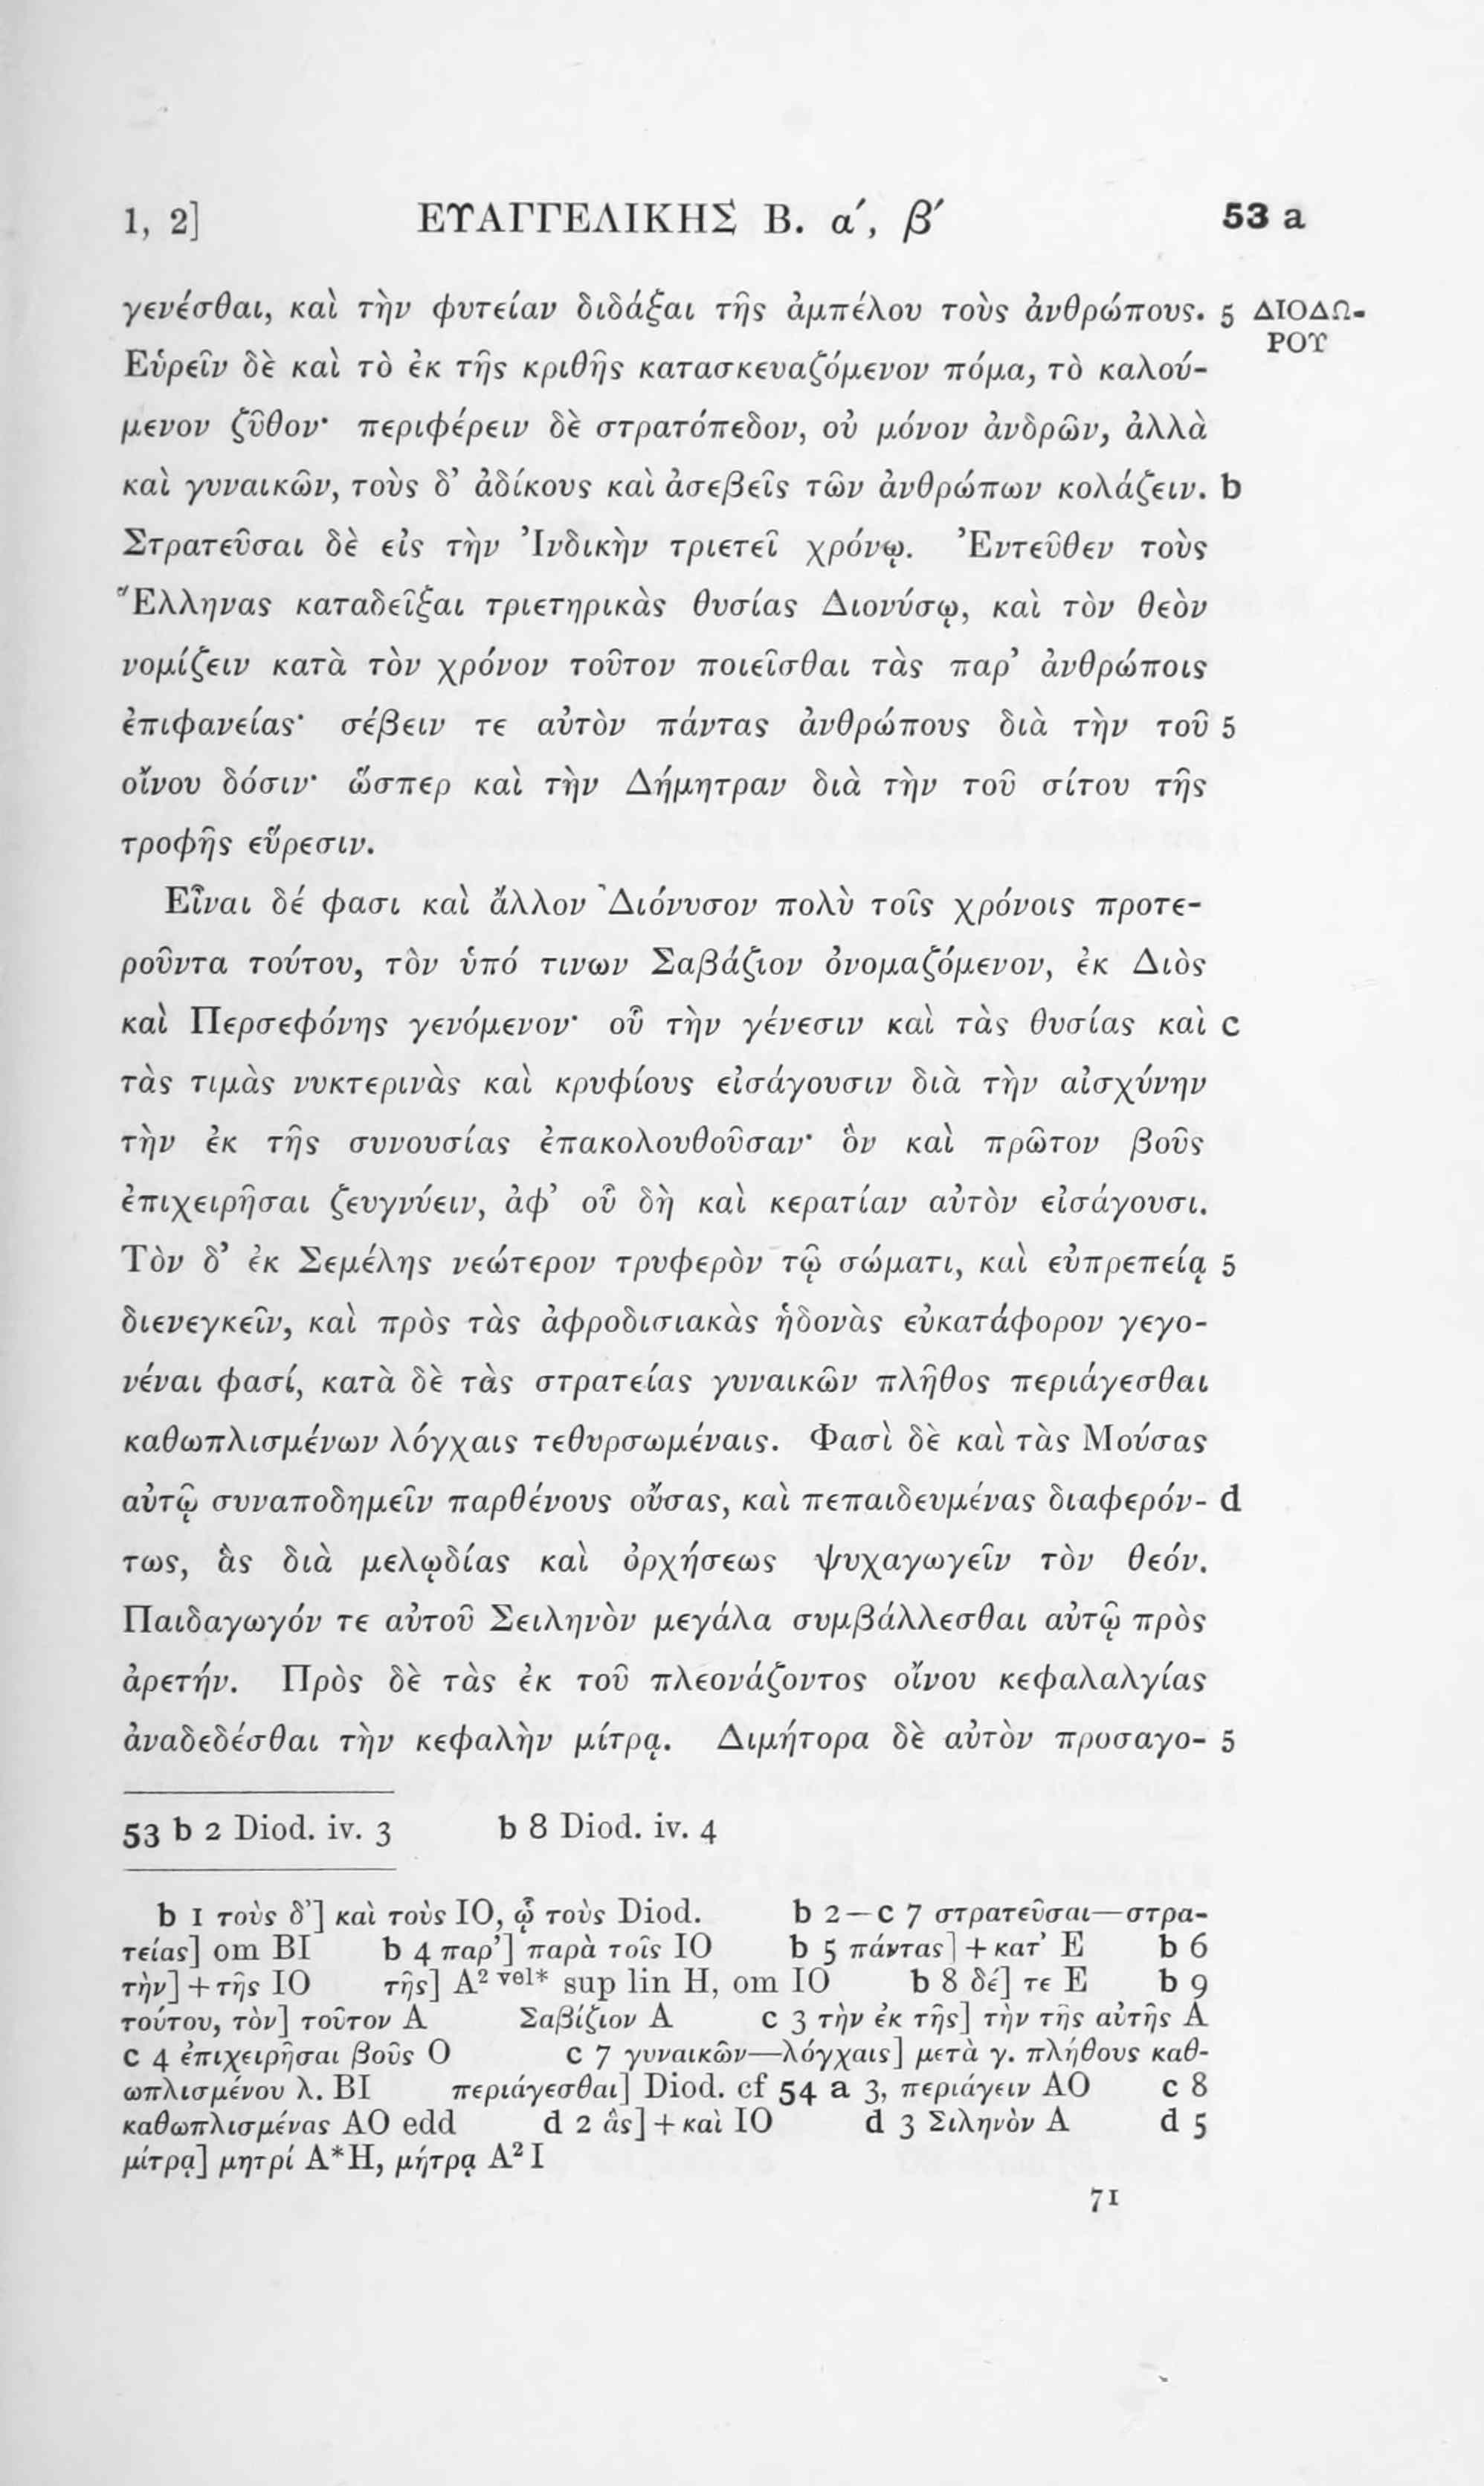 1, 2] ΕΥΑΓΓΕΛΙΚΗΣ Β. α΄, β΄ 53 a
γενέσθαι, καὶ τὴν φυτείαν διδάξαι τῆς ἀμπέλου τοὺς ἀνθρώπους. 5 ΔΙΟΔΩ-
ΡΟΥ
Εὑρεῖν δὲ καὶ τὸ ἐκ τῆς κριθῆς κατασκευαζόμενον πόμα, τὸ καλού-
μενον ζῦθον· περιφέρειν δὲ στρατόπεδον, οὐ μόνον ἀνδρῶν, ἀλλὰ
καὶ γυναικῶν, τοὺς δ’ ἀδίκους καὶ ἀσεβεῖς τῶν ἀνθρώπων κολάζειν. b
Στρατεῦσαι δὲ εἰς τὴν Ἰνδικὴν τριετεῖ χρόνῳ. Ἐντεῦθεν τοὺς
Ἕλληνας καταδεῖξαι τριετηρικὰς θυσίας Διονύσῳ, καὶ τὸν θεὸν
νομίζειν κατὰ τὸν χρόνον τοῦτον ποιεῖσθαι τὰς παρ’ ἀνθρώποις
ἐπιφανείας· σέβειν τε αὐτὸν πάντας ἀνθρώπους διὰ τὴν τοῦ 5
οἴνου δόσιν· ὥσπερ καὶ τὴν Δήμητραν διὰ τὴν τοῦ σίτου τῆς
τροφῆς εὕρεσιν.
Εἶναι δέ φασι καὶ ἄλλον Διόνυσον πολὺ τοῖς χρόνοις προτε-
ροῦντα τούτου, τὸν ὑπό τινων Σαβάζιον ὀνομαζόμενον, ἐκ Διὸς
καὶ Περσεφόνης γενόμενον· οὗ τὴν γένεσιν καὶ τὰς θυσίας καὶ c
τὰς τιμὰς νυκτερινὰς καὶ κρυφίους εἰσάγουσιν διὰ τὴν αἰσχύνην
τὴν ἐκ τῆς συνουσίας ἐπακολουθοῦσαν· ὃν καὶ πρῶτον βοῦς
ἐπιχειρῆσαι ζευγνύειν, ἀφ’ οὗ δὴ καὶ κερατίαν αὐτὸν εἰσάγουσι.
Τὸν δ’ ἐκ Σεμέλης νεώτερον τρυφερὸν τῷ σώματι, καὶ εὐπρεπείᾳ 5
διενεγκεῖν, καὶ πρὸς τὰς ἀφροδισιακὰς ἡδονὰς εὐκατάφορον γεγο-
νέναι φασί, κατὰ δὲ τὰς στρατείας γυναικῶν πλῆθος περιάγεσθαι
καθωπλισμένων λόγχαις τεθυρσωμέναις. Φασὶ δὲ καὶ τὰς Μούσας
αὐτῷ συναποδημεῖν παρθένους οὔσας, καὶ πεπαιδευμένας διαφερόν- d
τως, ἃς διὰ μελῳδίας καὶ ὀρχήσεως ψυχαγωγεῖν τὸν θεόν.
Παιδαγωγόν τε αὐτοῦ Σειληνὸν μεγάλα συμβάλλεσθαι αὐτῷ πρὸς
ἀρετήν. Πρὸς δὲ τὰς ἐκ τοῦ πλεονάζοντος οἴνου κεφαλαλγίας
ἀναδεδέσθαι τὴν κεφαλὴν μίτρᾳ. Διμήτορα δὲ αὐτὸν προσαγο- 5
53 b 2 Diod. iv. 3 b 8 Diod. iv. 4
b 1 τοὺς δ’] καὶ τοὺς IO, ᾧ τοὺς Diod. b 2—c 7 στρατεῦσαι—στρα-
τείας] om BI b 4 παρ’] παρὰ τοῖς IO b 5 πάντας] + κατ’ E b 6
τὴν] + τῆς IO τῆς] A² vel* sup lin H, om IO b 8 δέ] τε E b 9
τούτου, τὸν] τοῦτον A Σαβίζιον A c 3 τὴν ἐκ τῆς] τὴν τῆς αὐτῆς A
c 4 ἐπιχειρῆσαι βοῦς O c 7 γυναικῶν—λόγχαις] μετὰ γ. πλήθους καθ-
ωπλισμένου λ. BI περιάγεσθαι] Diod. cf 54 a 3, περιάγειν AO c 8
καθωπλισμένας AO edd d 2 ἃς] + καὶ IO d 3 Σιληνὸν A d 5
μίτρᾳ] μητρί A*H, μήτρᾳ A² I
71